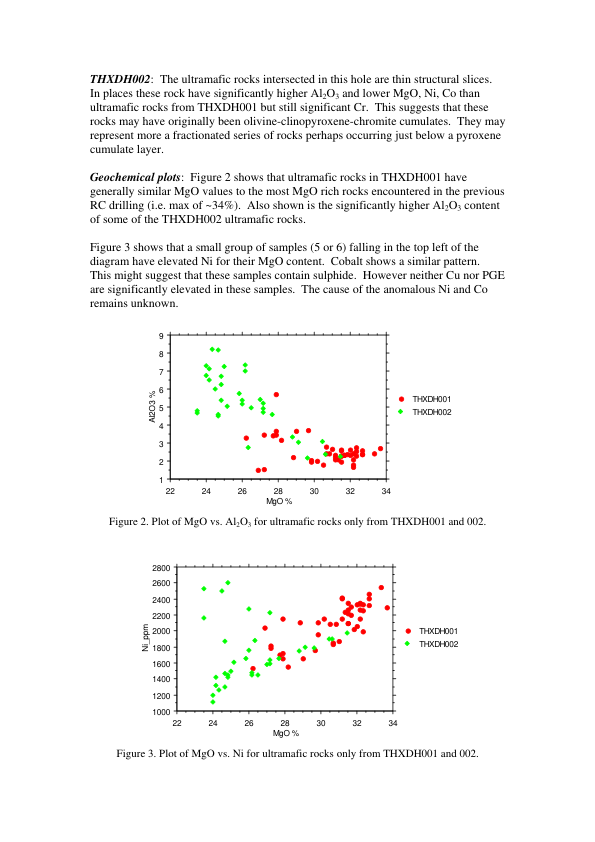 THXDH002: The ultramafic rocks intersected in this hole are thin structural slices.
In places these rock have significantly higher Al2O3 and lower MgO, Ni, Co than
ultramafic rocks from THXDH001 but still significant Cr. This suggests that these
rocks may have originally been olivine-clinopyroxene-chromite cumulates. They may
represent more a fractionated series of rocks perhaps occurring just below a pyroxene
cumulate layer.
Geochemical plots: Figure 2 shows that ultramafic rocks in THXDH001 have
generally similar MgO values to the most MgO rich rocks encountered in the previous
RC drilling (i.e. max of ~34%). Also shown is the significantly higher Al2O3 content
of some of the THXDH002 ultramafic rocks.
Figure 3 shows that a small group of samples (5 or 6) falling in the top left of the
diagram have elevated Ni for their MgO content. Cobalt shows a similar pattern.
This might suggest that these samples contain sulphide. However neither Cu nor PGE
are significantly elevated in these samples. The cause of the anomalous Ni and Co
remains unknown.
9
8
7
6
5
4
3
2
1
Al2O3 %
22 24 26 28 30 32 34
MgO %
THXDH001
THXDH002
Figure 2. Plot of MgO vs. Al2O3 for ultramafic rocks only from THXDH001 and 002.
2800
2600
2400
2200
2000
1800
1600
1400
1200
1000
Ni_ppm
22 24 26 28 30 32 34
MgO %
THXDH001
THXDH002
Figure 3. Plot of MgO vs. Ni for ultramafic rocks only from THXDH001 and 002.